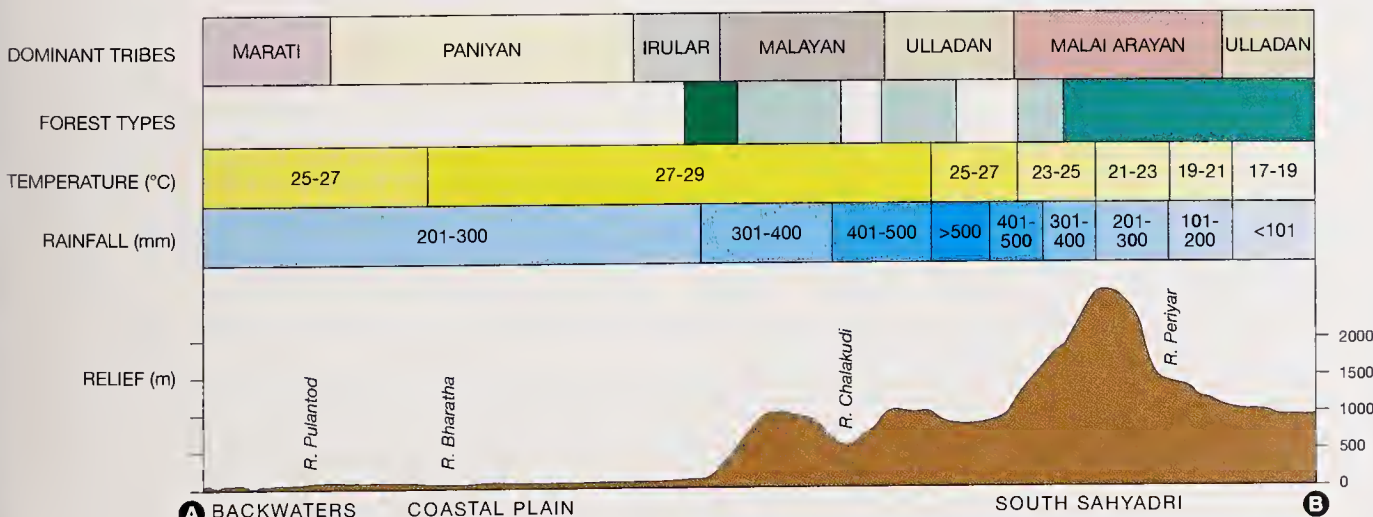 DOMINANT TRIBES
MARATI
PANIYAN
IRULAR
MALAYAN
ULLADAN
MALAI ARAYAN
ULLADAN
FOREST TYPES
TEMPERATURE (°C)
25-27
27-29
25-27
23-25
21-23
19-21
17-19
RAINFALL (mm)
201-300
301-400
401-500
>500
401-
500
301-
400
201-
300
101-
200
<101
RELIEF (m)
R. Pulantod
R. Bharatha
R. Chalakudi
R. Periyar
2000
1500
1000
500
0
A BACKWATERS
COASTAL PLAIN
SOUTH SAHYADRI
B